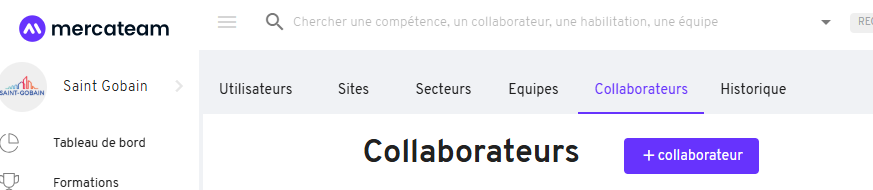 mercateam
Chercher une compétence, un collaborateur, une habilitation, une équipe
SAINT-GOBAIN
Saint Gobain
Utilisateurs
Sites
Secteurs
Equipes
Collaborateurs
Historique
Tableau de bord
Formations
Collaborateurs
+ collaborateur